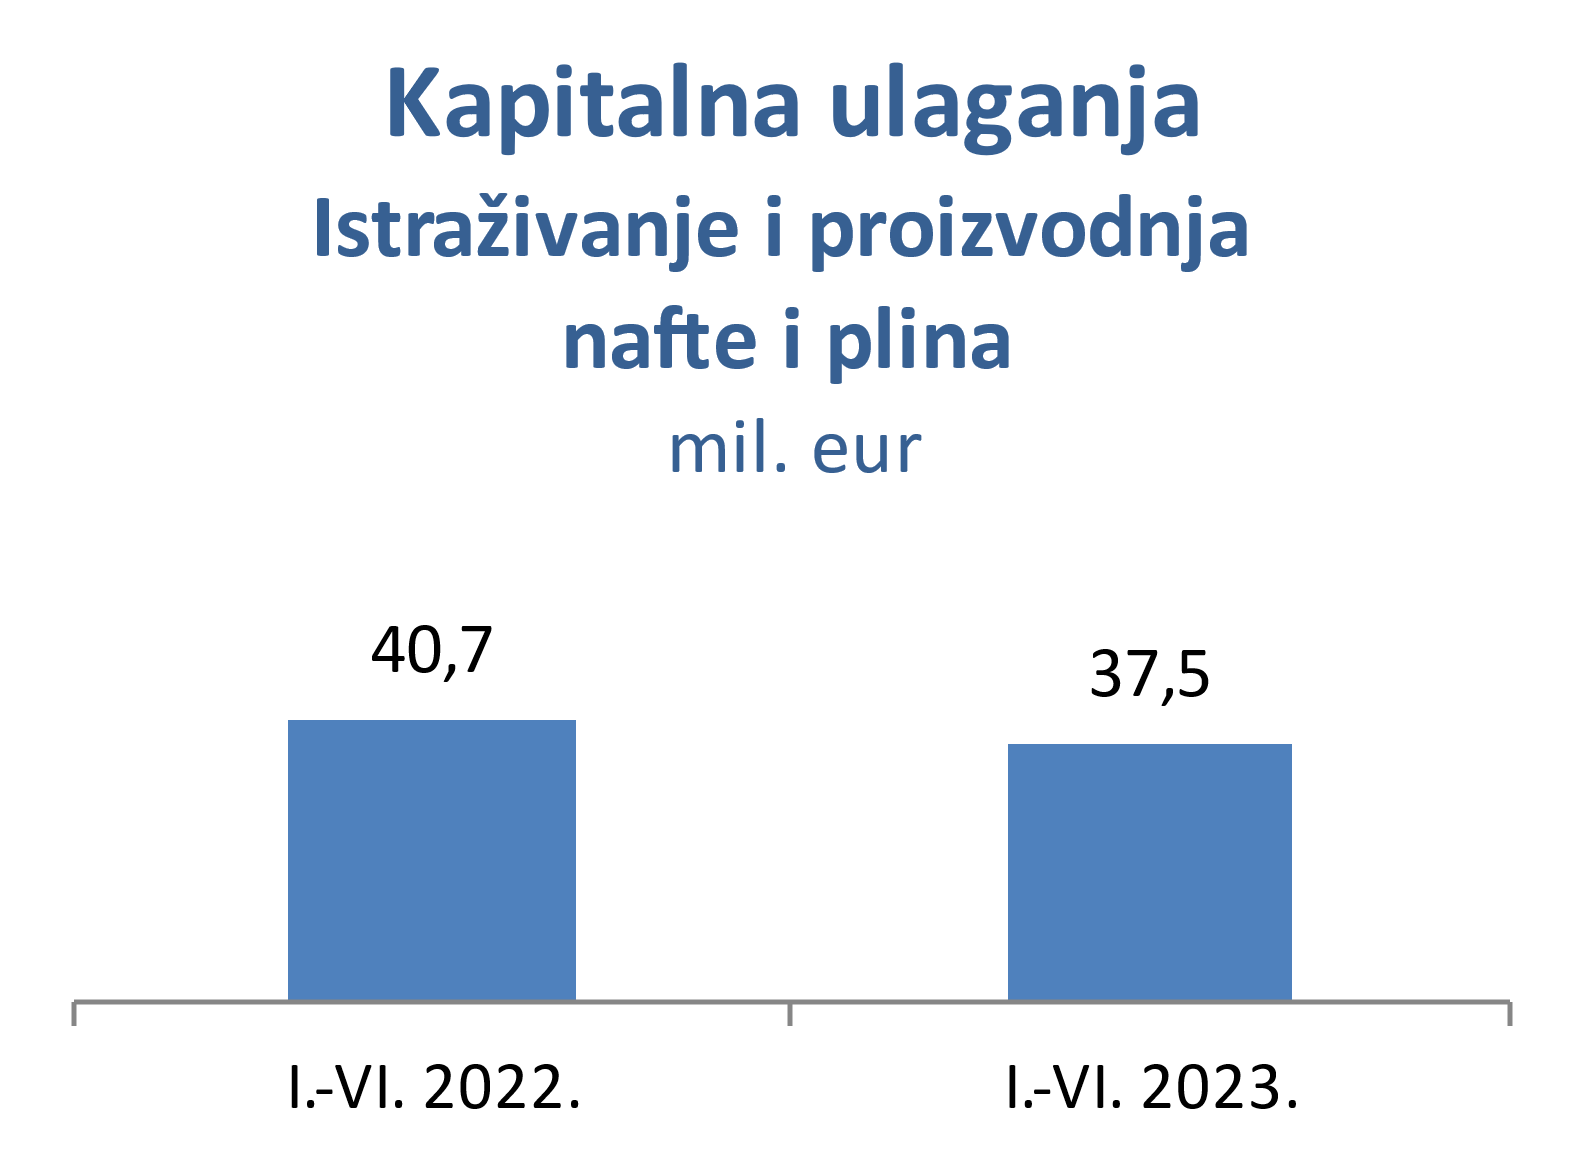 Kapitalna ulaganja
Istraživanje i proizvodnja
nafte i plina
mil. eur
40,7
37,5
I.-VI. 2022.
I.-VI. 2023.